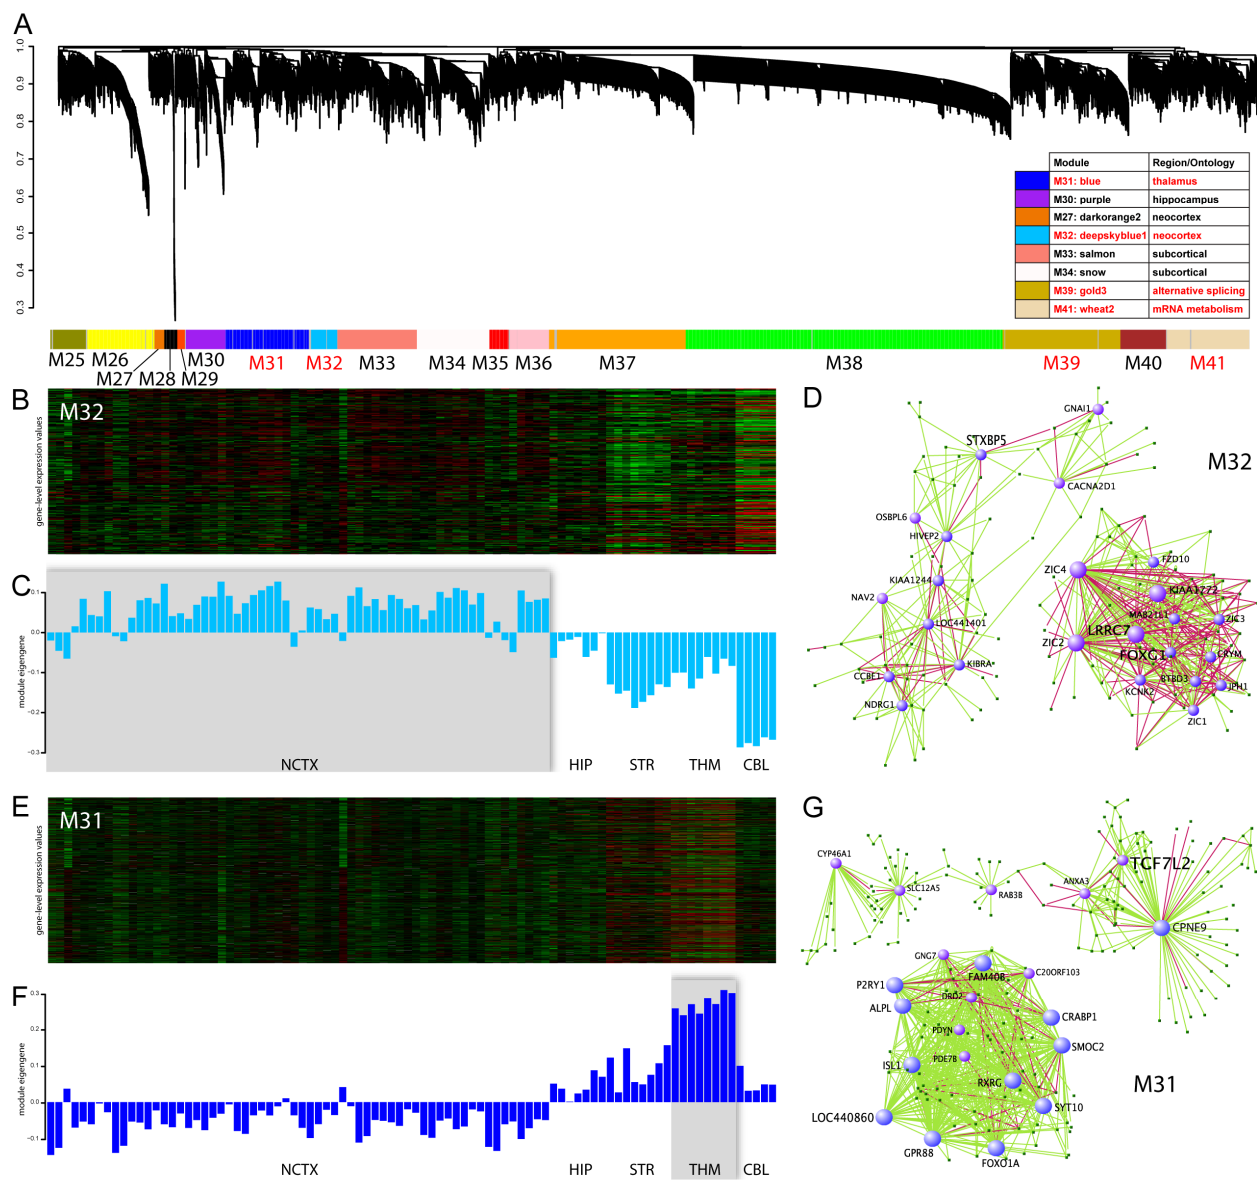 A
1.0
0.9
0.8
0.7
0.6
0.5
0.4
0.3
Module Region/Ontology
M31: blue thalamus
M30: purple hippocampus
M27: darkorange2 neocortex
M32: deepskyblue1 neocortex
M33: salmon subcortical
M34: snow subcortical
M39: gold3 alternative splicing
M41: wheat2 mRNA metabolism
M25 M26 M30 M31 M32 M33 M34 M35 M36 M37 M38 M39 M40 M41
M27 M28 M29
B
M32
gene-level expression values
C
module eigengene
0.1
0.0
−0.1
−0.2
−0.3
NCTX HIP STR THM CBL
D
M32
GNAI1
STXBP5
CACNA2D1
OSBPL6
HIVEP2
KIAA1244
NAV2
LOC441401
KIBRA
CCBE1
NDRG1
FZD10
ZIC4
KIAA1772
MAB21L1
ZIC3
LRRC7
ZIC2
FOXG1
CRYM
BTBD3
JPH1
KCNK2
ZIC1
E
M31
gene-level expression values
F
module eigengene
0.3
0.2
0.1
0.0
−0.1
NCTX HIP STR THM CBL
G
CYP46A1
SLC12A5
RAB3B
ANXA3
TCF7L2
CPNE9
GNG7
FAM40B
C20ORF103
P2RY1
DRD2
ALPL
CRABP1
PDYN
SMOC2
PDE7B
ISL1
RXRG
SYT10
LOC440860
GPR88
FOXO1A
M31